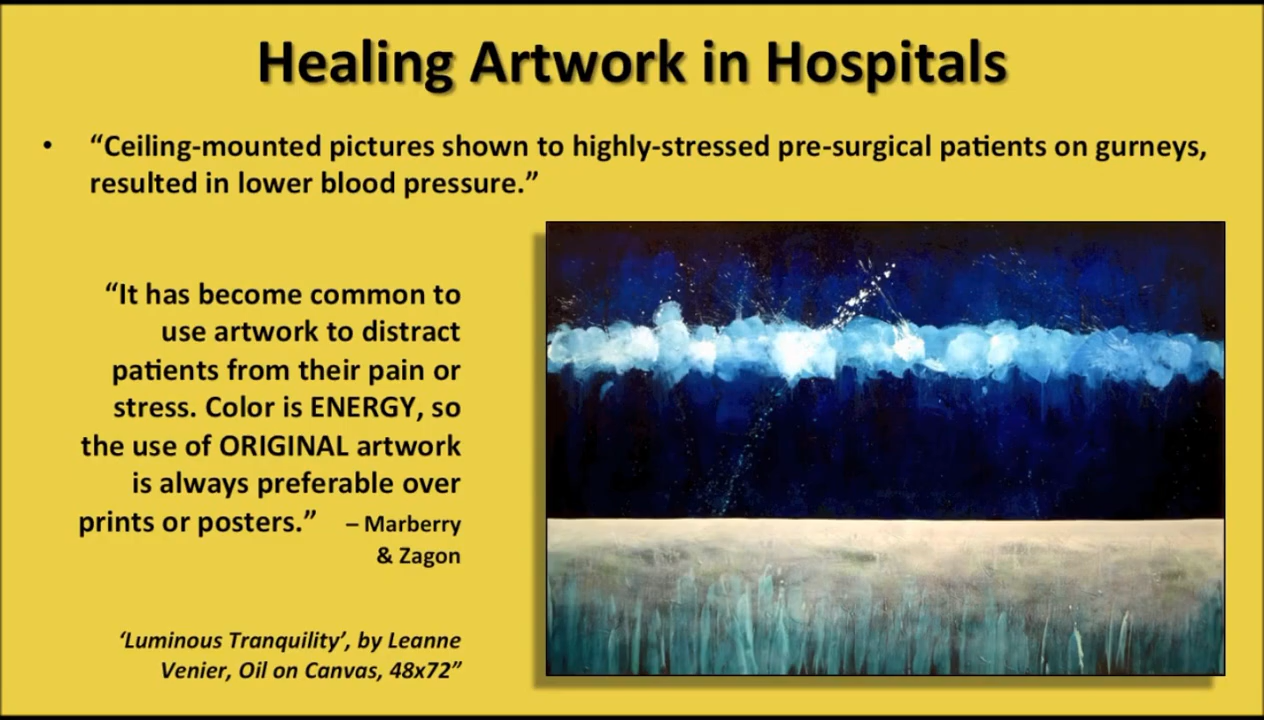 Healing Artwork in Hospitals
• “Ceiling-mounted pictures shown to highly-stressed pre-surgical patients on gurneys,
resulted in lower blood pressure.”
“It has become common to
use artwork to distract
patients from their pain or
stress. Color is ENERGY, so
the use of ORIGINAL artwork
is always preferable over
prints or posters.” – Marberry
& Zagon
‘Luminous Tranquility’, by Leanne
Venier, Oil on Canvas, 48x72”